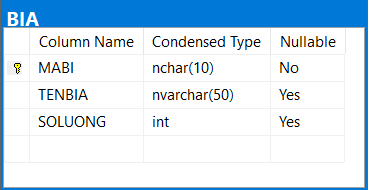 BIA
Column Name Condensed Type Nullable
MABI nchar(10) No
TENBIA nvarchar(50) Yes
SOLUONG int Yes